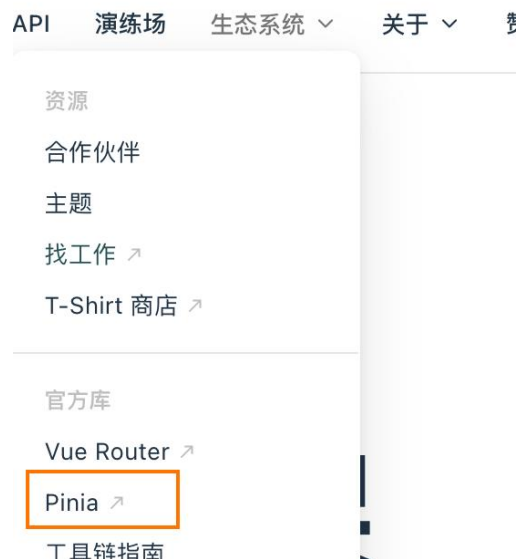 API 演练场 生态系统 关于
资源
合作伙伴
主题
找工作
T-Shirt 商店
官方库
Vue Router
Pinia
工具链指南